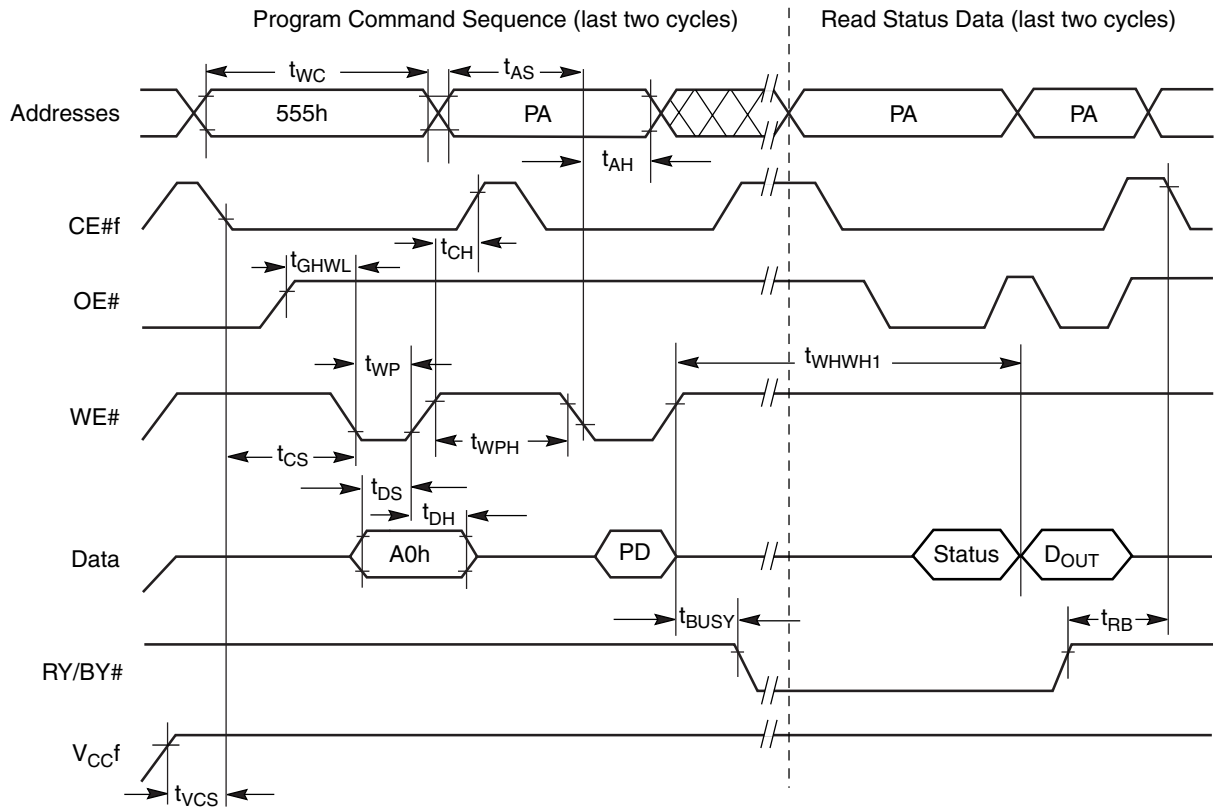 Program Command Sequence (last two cycles)
Read Status Data (last two cycles)
tWC
tAS
Addresses
555h
PA
PA
PA
tAH
CE#f
tCH
tGHWL
OE#
tWHWH1
tWP
WE#
tWPH
tCS
tDS
tDH
Data
A0h
PD
Status
DOUT
tBUSY
tRB
RY/BY#
VCCf
tVCS